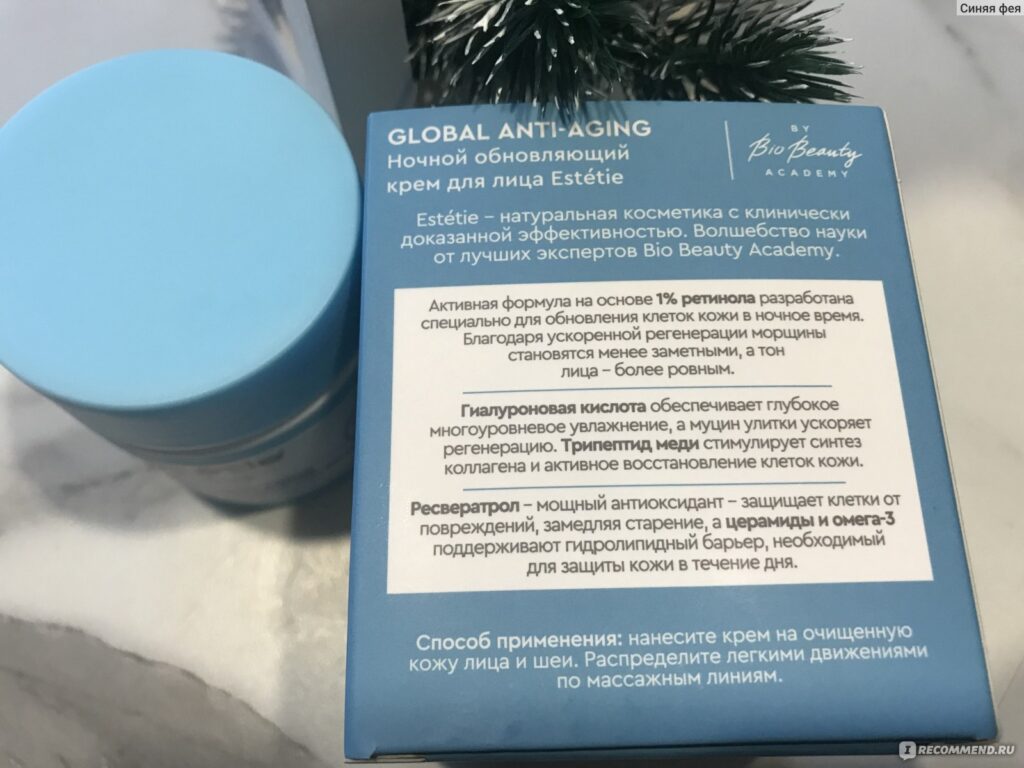 Синяя фея
GLOBAL ANTI-AGING
Ночной обновляющий
крем для лица Estétie
BY
Bio Beauty
ACADEMY
Estétie – натуральная косметика с клинически
доказанной эффективностью. Волшебство науки
от лучших экспертов Bio Beauty Academy.
Активная формула на основе 1% ретинола разработана
специально для обновления клеток кожи в ночное время.
Благодаря ускоренной регенерации морщины
становятся менее заметными, а тон
лица – более ровным.
Гиалуроновая кислота обеспечивает глубокое
многоуровневое увлажнение, а муцин улитки ускоряет
регенерацию. Трипептид меди стимулирует синтез
коллагена и активное восстановление клеток кожи.
Ресвератрол – мощный антиоксидант – защищает клетки от
повреждений, замедляя старение, а церамиды и омега-3
поддерживают гидролипидный барьер, необходимый
для защиты кожи в течение дня.
Способ применения: нанесите крем на очищенную
кожу лица и шеи. Распределите легкими движениями
по массажным линиям.
IRECOMMEND.RU